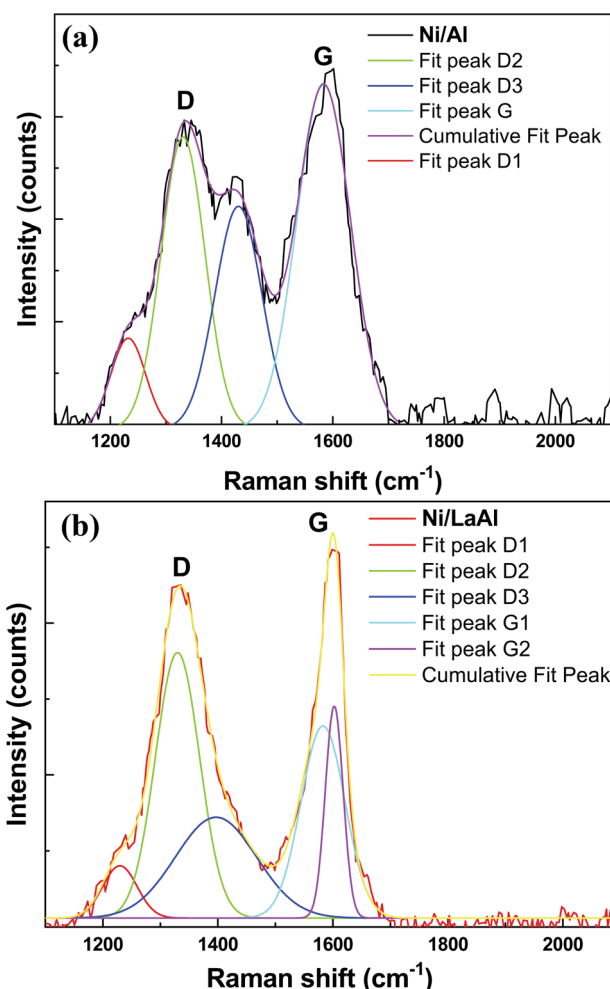 (a)
Ni/Al
Fit peak D2
Fit peak D3
Fit peak G
Cumulative Fit Peak
Fit peak D1
D
G
Intensity (counts)
1200 1400 1600 1800 2000
Raman shift (cm⁻¹)
(b)
Ni/LaAl
Fit peak D1
Fit peak D2
Fit peak D3
Fit peak G1
Fit peak G2
Cumulative Fit Peak
D
G
Intensity (counts)
1200 1400 1600 1800 2000
Raman shift (cm⁻¹)